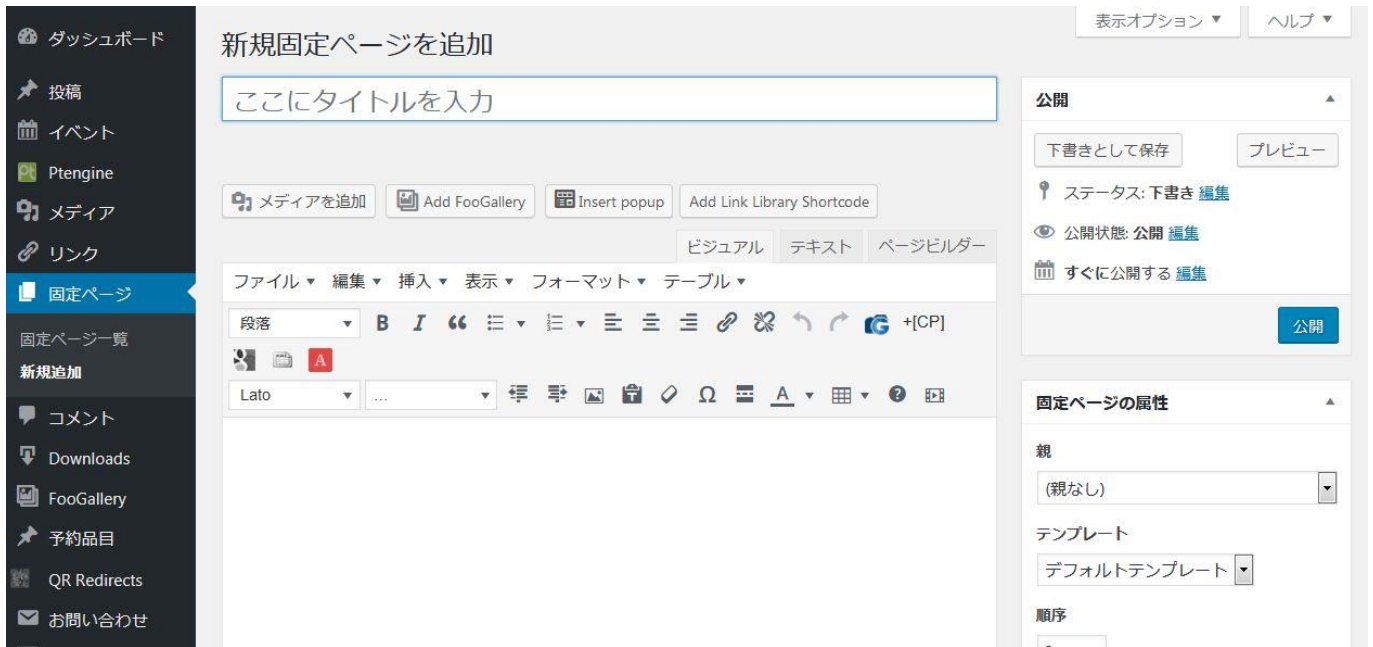 表示オプション ▼
ヘルプ ▼
ダッシュボード
投稿
イベント
Pt
Ptengine
メディア
リンク
固定ページ
固定ページ一覧
新規追加
コメント
Downloads
FooGallery
予約品目
QR Redirects
お問い合わせ
新規固定ページを追加
ここにタイトルを入力
メディアを追加
Add FooGallery
Insert popup
Add Link Library Shortcode
ビジュアル
テキスト
ページビルダー
ファイル ▼ 編集 ▼ 挿入 ▼ 表示 ▼ フォーマット ▼ テーブル ▼
段落 ▼ B I +[CP]
A
Lato ▼ ... ▼ Ω A ▼
公開
下書きとして保存
プレビュー
ステータス: 下書き 編集
公開状態: 公開 編集
すぐに公開する 編集
公開
固定ページの属性
親
(親なし)
テンプレート
デフォルトテンプレート
順序